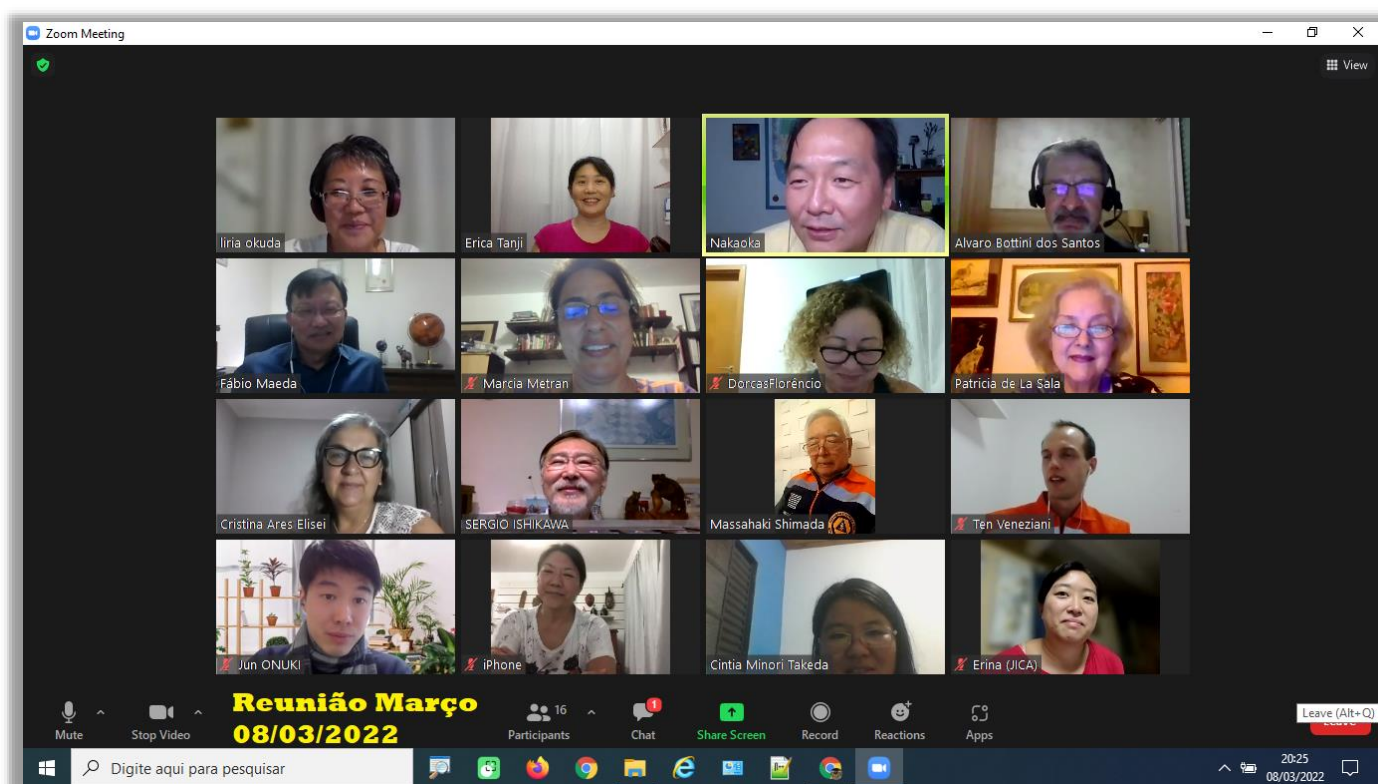 Zoom Meeting
View
liria okuda
Erica Tanji
Nakaoka
Alvaro Bottini dos Santos
Fábio Maeda
Marcia Metran
DorcasFlorêncio
Patricia de La Sala
Cristina Ares Elisei
SERGIO ISHIKAWA
Massahaki Shimada
Ten Veneziani
Jun ONUKI
iPhone
Cintia Minori Takeda
Erina (JICA)
Reunião Março
08/03/2022
16
1
Mute
Stop Video
Participants
Chat
Share Screen
Record
Reactions
Apps
Leave (Alt+Q)
Leave
Digite aqui para pesquisar
20:25
08/03/2022